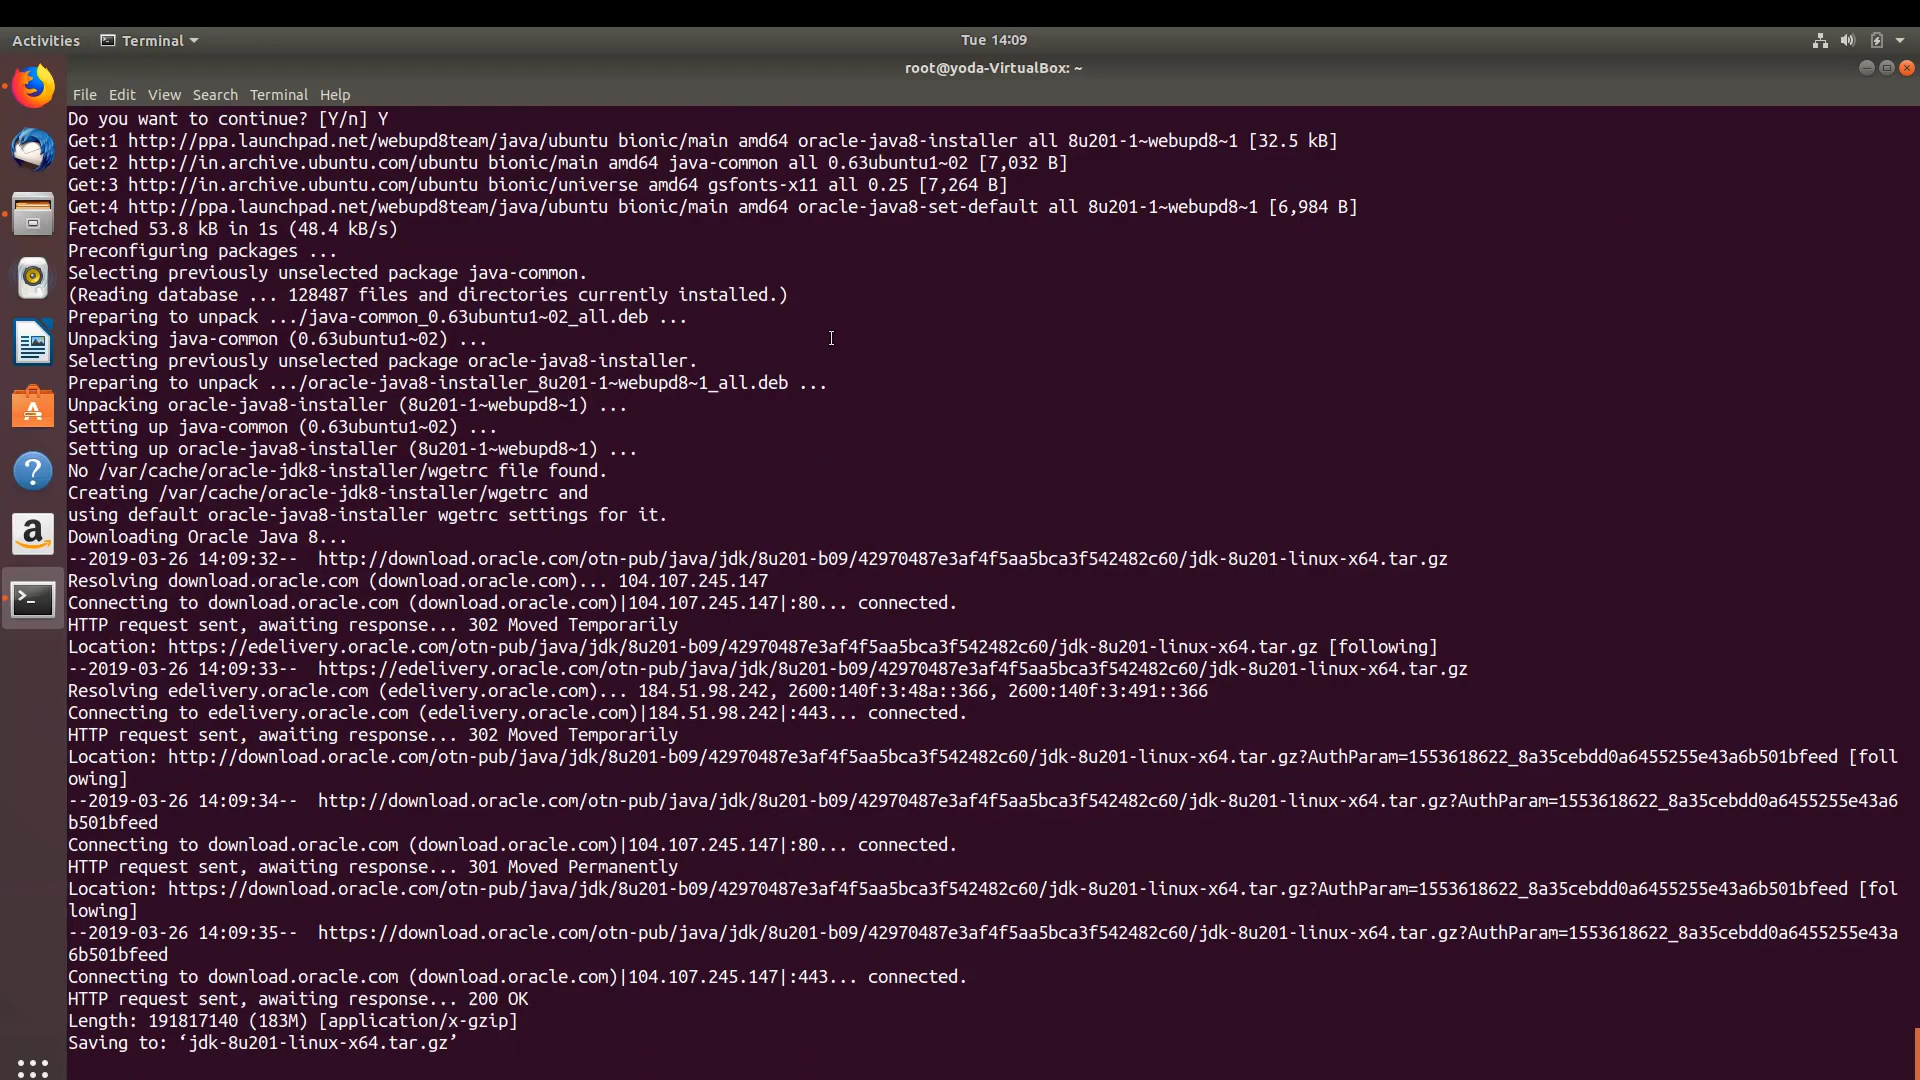 Activities Terminal Tue 14:09
root@yoda-VirtualBox: ~
File Edit View Search Terminal Help
Do you want to continue? [Y/n] Y
Get:1 http://ppa.launchpad.net/webupd8team/java/ubuntu bionic/main amd64 oracle-java8-installer all 8u201-1~webupd8~1 [32.5 kB]
Get:2 http://in.archive.ubuntu.com/ubuntu bionic/main amd64 java-common all 0.63ubuntu1~02 [7,032 B]
Get:3 http://in.archive.ubuntu.com/ubuntu bionic/universe amd64 gsfonts-x11 all 0.25 [7,264 B]
Get:4 http://ppa.launchpad.net/webupd8team/java/ubuntu bionic/main amd64 oracle-java8-set-default all 8u201-1~webupd8~1 [6,984 B]
Fetched 53.8 kB in 1s (48.4 kB/s)
Preconfiguring packages ...
Selecting previously unselected package java-common.
(Reading database ... 128487 files and directories currently installed.)
Preparing to unpack .../java-common_0.63ubuntu1~02_all.deb ...
Unpacking java-common (0.63ubuntu1~02) ...
Selecting previously unselected package oracle-java8-installer.
Preparing to unpack .../oracle-java8-installer_8u201-1~webupd8~1_all.deb ...
Unpacking oracle-java8-installer (8u201-1~webupd8~1) ...
Setting up java-common (0.63ubuntu1~02) ...
Setting up oracle-java8-installer (8u201-1~webupd8~1) ...
No /var/cache/oracle-jdk8-installer/wgetrc file found.
Creating /var/cache/oracle-jdk8-installer/wgetrc and
using default oracle-java8-installer wgetrc settings for it.
Downloading Oracle Java 8...
--2019-03-26 14:09:32--  http://download.oracle.com/otn-pub/java/jdk/8u201-b09/42970487e3af4f5aa5bca3f542482c60/jdk-8u201-linux-x64.tar.gz
Resolving download.oracle.com (download.oracle.com)... 104.107.245.147
Connecting to download.oracle.com (download.oracle.com)|104.107.245.147|:80... connected.
HTTP request sent, awaiting response... 302 Moved Temporarily
Location: https://edelivery.oracle.com/otn-pub/java/jdk/8u201-b09/42970487e3af4f5aa5bca3f542482c60/jdk-8u201-linux-x64.tar.gz [following]
--2019-03-26 14:09:33--  https://edelivery.oracle.com/otn-pub/java/jdk/8u201-b09/42970487e3af4f5aa5bca3f542482c60/jdk-8u201-linux-x64.tar.gz
Resolving edelivery.oracle.com (edelivery.oracle.com)... 184.51.98.242, 2600:140f:3:48a::366, 2600:140f:3:491::366
Connecting to edelivery.oracle.com (edelivery.oracle.com)|184.51.98.242|:443... connected.
HTTP request sent, awaiting response... 302 Moved Temporarily
Location: http://download.oracle.com/otn-pub/java/jdk/8u201-b09/42970487e3af4f5aa5bca3f542482c60/jdk-8u201-linux-x64.tar.gz?AuthParam=1553618622_8a35cebdd0a6455255e43a6b501bfeed [foll
owing]
--2019-03-26 14:09:34--  http://download.oracle.com/otn-pub/java/jdk/8u201-b09/42970487e3af4f5aa5bca3f542482c60/jdk-8u201-linux-x64.tar.gz?AuthParam=1553618622_8a35cebdd0a6455255e43a6
b501bfeed
Connecting to download.oracle.com (download.oracle.com)|104.107.245.147|:80... connected.
HTTP request sent, awaiting response... 301 Moved Permanently
Location: https://download.oracle.com/otn-pub/java/jdk/8u201-b09/42970487e3af4f5aa5bca3f542482c60/jdk-8u201-linux-x64.tar.gz?AuthParam=1553618622_8a35cebdd0a6455255e43a6b501bfeed [fol
lowing]
--2019-03-26 14:09:35--  https://download.oracle.com/otn-pub/java/jdk/8u201-b09/42970487e3af4f5aa5bca3f542482c60/jdk-8u201-linux-x64.tar.gz?AuthParam=1553618622_8a35cebdd0a6455255e43a
6b501bfeed
Connecting to download.oracle.com (download.oracle.com)|104.107.245.147|:443... connected.
HTTP request sent, awaiting response... 200 OK
Length: 191817140 (183M) [application/x-gzip]
Saving to: ‘jdk-8u201-linux-x64.tar.gz’